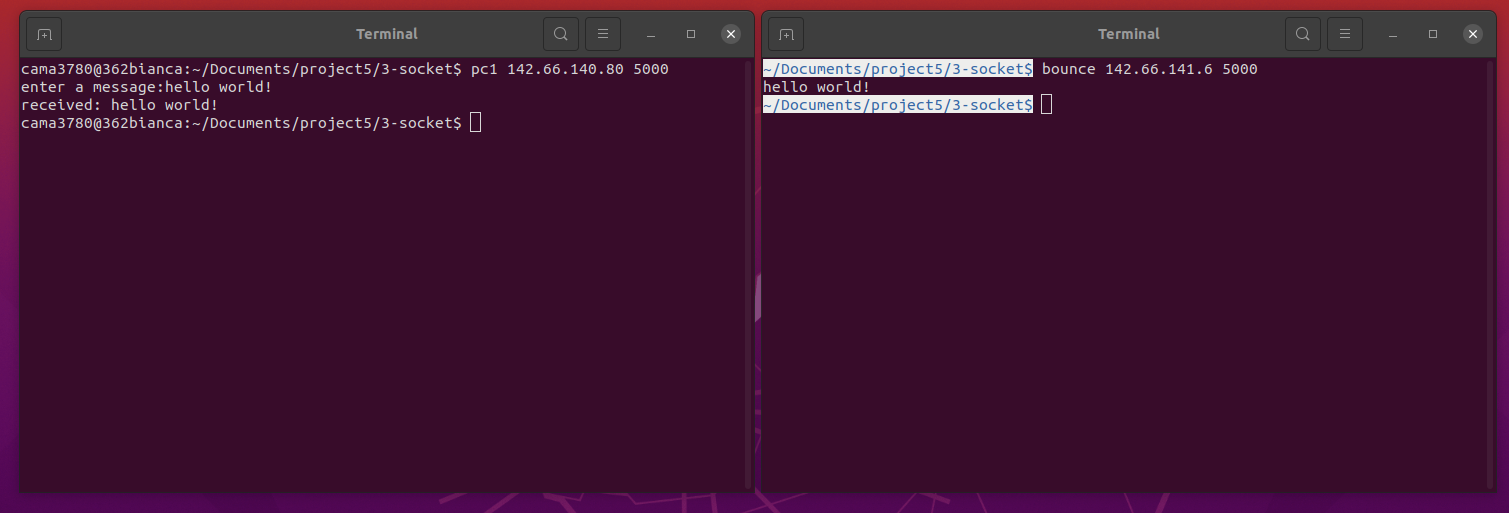 Terminal
cama3780@362bianca:~/Documents/project5/3-socket$ pc1 142.66.140.80 5000
enter a message:hello world!
received: hello world!
cama3780@362bianca:~/Documents/project5/3-socket$
Terminal
~/Documents/project5/3-socket$ bounce 142.66.141.6 5000
hello world!
~/Documents/project5/3-socket$